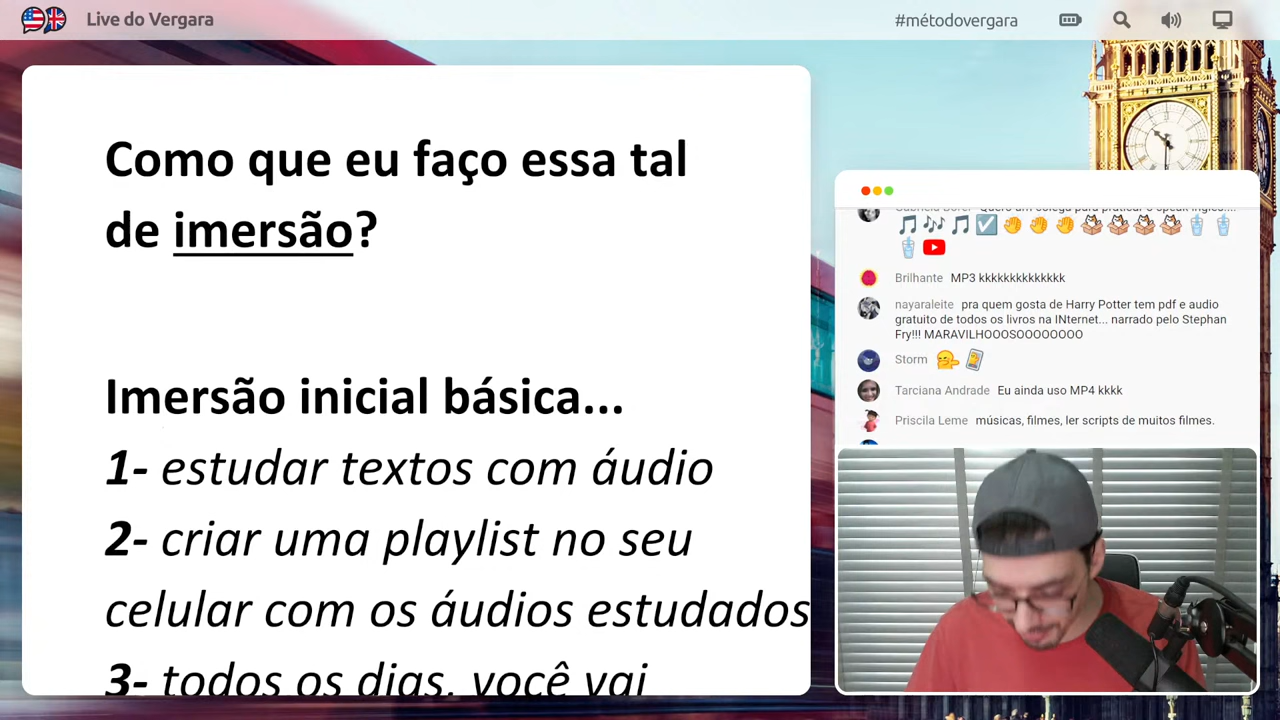 Live do Vergara
#métodovergara
Como que eu faço essa tal
de imersão?
Imersão inicial básica...
1- estudar textos com áudio
2- criar uma playlist no seu
celular com os áudios estudados
3- todos os dias, você vai
Brilhante MP3 kkkkkkkkkkkkkk
nayaraleite pra quem gosta de Harry Potter tem pdf e audio
gratuito de todos os livros na INternet... narrado pelo Stephan
Fry!!! MARAVILHOOOSOOOOOOOO
Storm
Tarciana Andrade Eu ainda uso MP4 kkkk
Priscila Leme músicas, filmes, ler scripts de muitos filmes.